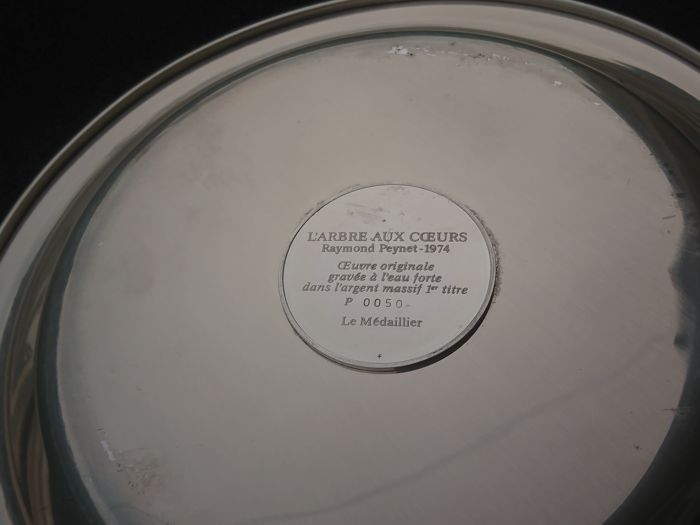 L'ARBRE AUX CŒURS
Raymond Peynet-1974
Œuvre originale
gravée à l'eau forte
dans l'argent massif 1er titre
P 0050-
Le Médaillier